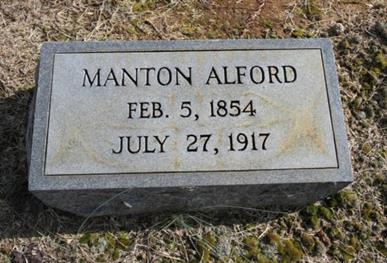 MANTON ALFORD
FEB. 5, 1854
JULY 27, 1917